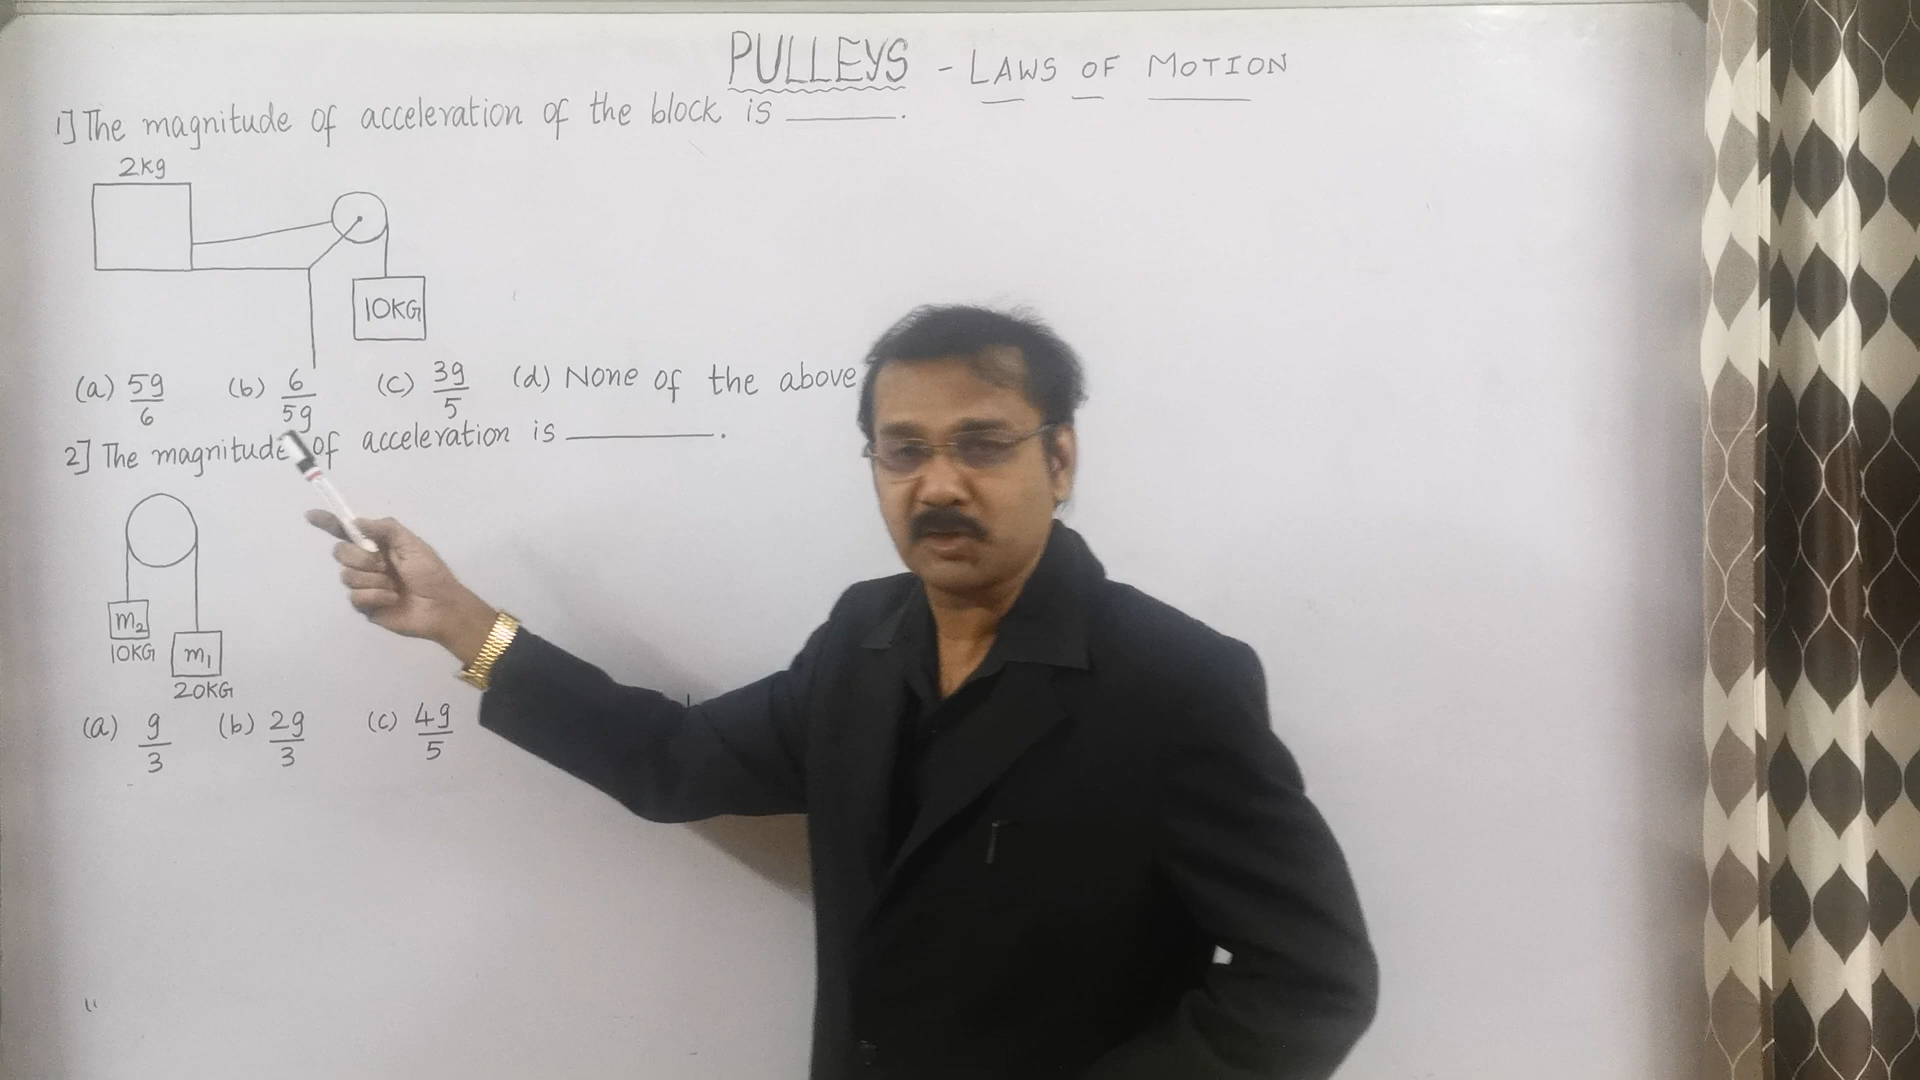 PULLEYS - LAWS OF MOTION
1] The magnitude of acceleration of the block is ______.
2Kg
10KG
(a) 5g/6 (b) 6/5g (c) 3g/5 (d) None of the above
2] The magnitude of acceleration is ______.
m₂
10KG m₁
20KG
(a) g/3 (b) 2g/3 (c) 4g/5